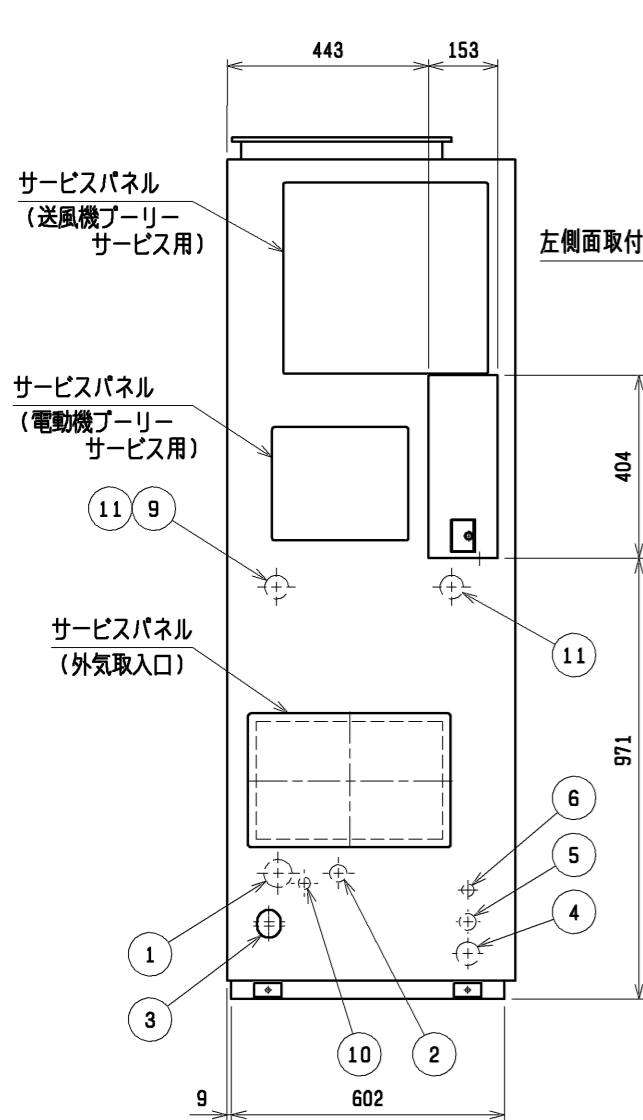 443 153
サービスパネル
（送風機プーリー
サービス用）
左側面取付
サービスパネル
（電動機プーリー
サービス用）
404
11 9
サービスパネル
（外気取入口）
11
971
6
5
4
1
3
10 2
9 602